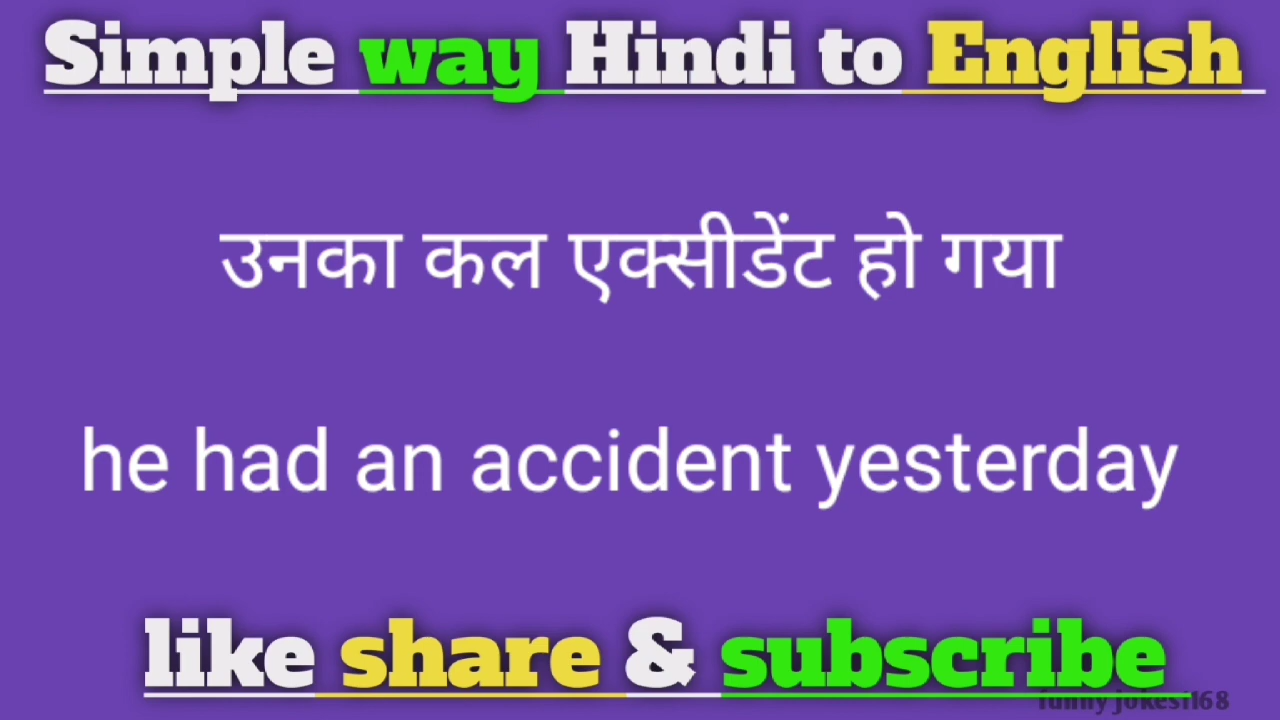 Simple way Hindi to English
उनका कल एक्सीडेंट हो गया
he had an accident yesterday
like share & subscribe